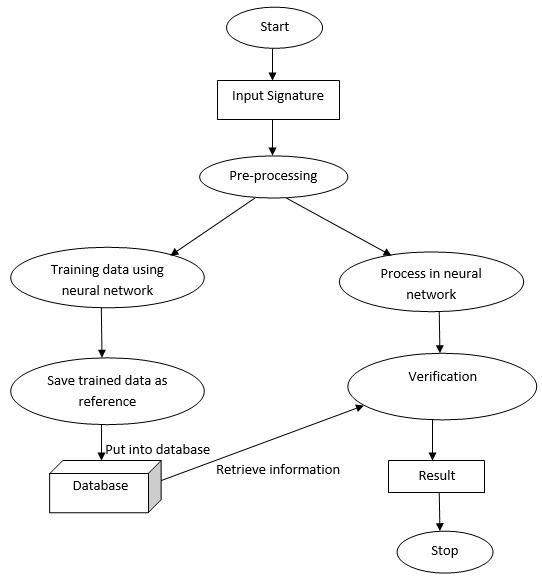 Start
Input Signature
Pre-processing
Training data using
neural network
Process in neural
network
Save trained data as
reference
Verification
Put into database
Database
Retrieve information
Result
Stop